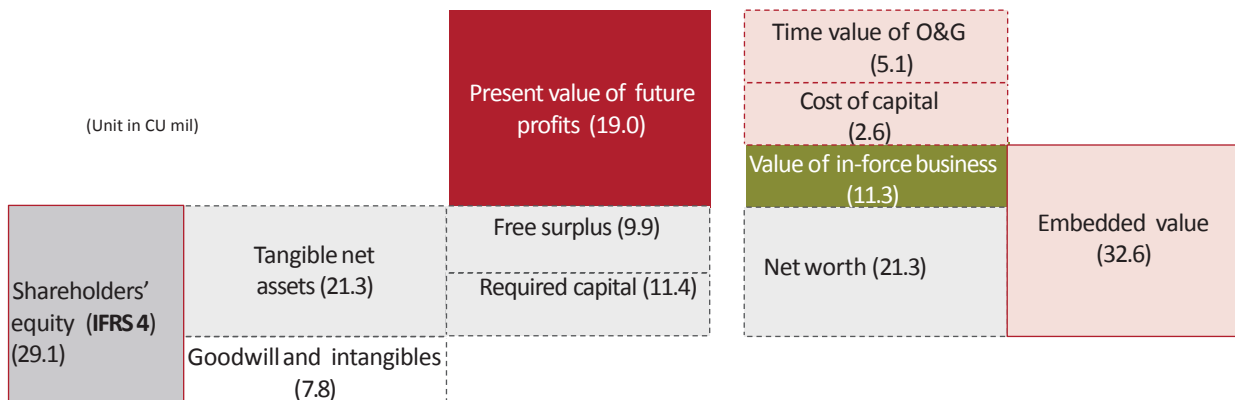 (Unit in CU mil)
Shareholders'
equity (IFRS 4)
(29.1)
Tangible net
assets (21.3)
Goodwill and intangibles
(7.8)
Present value of future
profits (19.0)
Free surplus (9.9)
Required capital (11.4)
Time value of O&G
(5.1)
Cost of capital
(2.6)
Value of in-force business
(11.3)
Net worth (21.3)
Embedded value
(32.6)